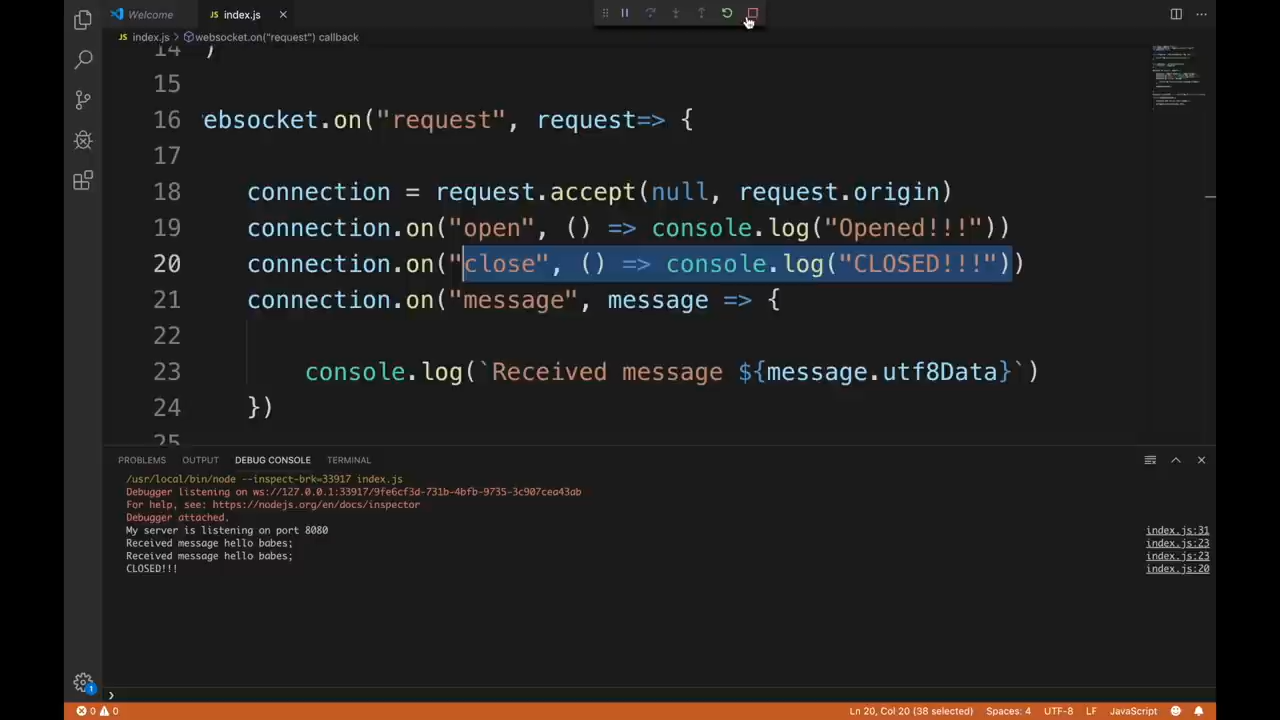 Welcome
JS index.js
JS index.js > websocket.on("request") callback
14 )
15
16 ebsocket.on("request", request=> {
17
18 connection = request.accept(null, request.origin)
19 connection.on("open", () => console.log("Opened!!!"))
20 connection.on("close", () => console.log("CLOSED!!!"))
21 connection.on("message", message => {
22
23 console.log(`Received message ${message.utf8Data}`)
24 })
25
PROBLEMS OUTPUT DEBUG CONSOLE TERMINAL
/usr/local/bin/node --inspect-brk=33917 index.js
Debugger listening on ws://127.0.0.1:33917/9fe6cf3d-731b-4bfb-9735-3c907cea43ab
For help, see: https://nodejs.org/en/docs/inspector
Debugger attached.
My server is listening on port 8080 index.js:31
Received message hello babes; index.js:23
Received message hello babes; index.js:23
CLOSED!!! index.js:20
1
0 0 Ln 20, Col 20 (38 selected) Spaces: 4 UTF-8 LF JavaScript